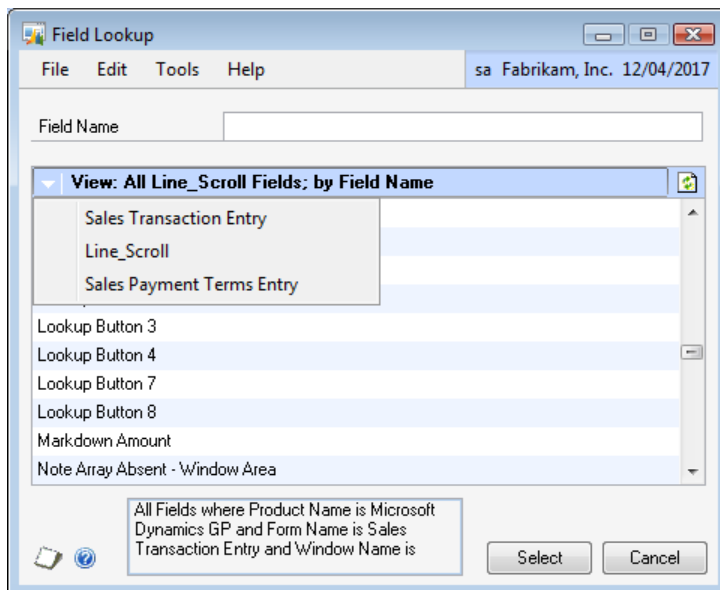 Field Lookup
File Edit Tools Help sa Fabrikam, Inc. 12/04/2017
Field Name
View: All Line_Scroll Fields; by Field Name
Sales Transaction Entry
Line_Scroll
Sales Payment Terms Entry
Lookup Button 3
Lookup Button 4
Lookup Button 7
Lookup Button 8
Markdown Amount
Note Array Absent - Window Area
All Fields where Product Name is Microsoft
Dynamics GP and Form Name is Sales
Transaction Entry and Window Name is
Select Cancel